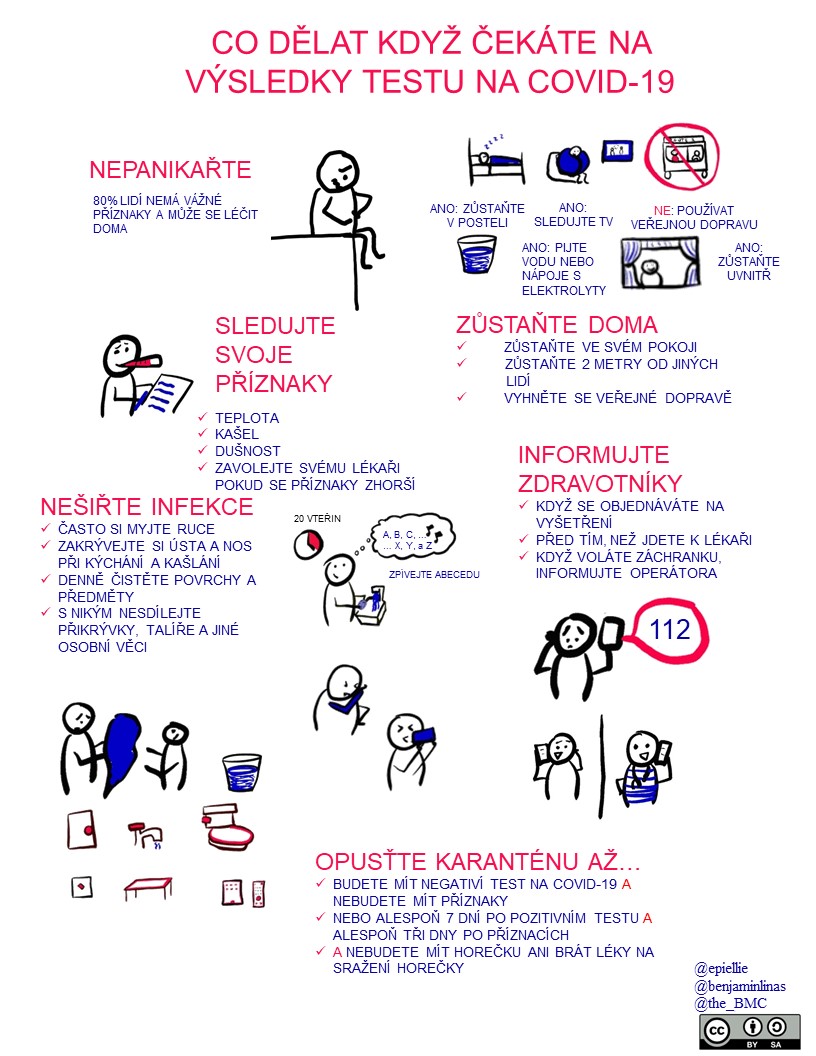 CO DĚLAT KDYŽ ČEKÁTE NA
VÝSLEDKY TESTU NA COVID-19
NEPANIKAŘTE
80% LIDÍ NEMÁ VÁŽNÉ
PŘÍZNAKY A MŮŽE SE LÉČIT
DOMA
z z z z
ANO: ZŮSTAŇTE
V POSTELI
ANO:
SLEDUJTE TV
NE: POUŽÍVAT
VEŘEJNOU DOPRAVU
ANO: PIJTE
VODU NEBO
NÁPOJE S
ELEKTROLYTY
ANO:
ZŮSTAŇTE
UVNITŘ
SLEDUJTE
SVOJE
PŘÍZNAKY
✓ TEPLOTA
✓ KAŠEL
✓ DUŠNOST
✓ ZAVOLEJTE SVÉMU LÉKAŘI
POKUD SE PŘÍZNAKY ZHORŠÍ
ZŮSTAŇTE DOMA
✓ ZŮSTAŇTE VE SVÉM POKOJI
✓ ZŮSTAŇTE 2 METRY OD JINÝCH
LIDÍ
✓ VYHNĚTE SE VEŘEJNÉ DOPRAVĚ
INFORMUJTE
ZDRAVOTNÍKY
✓ KDYŽ SE OBJEDNÁVÁTE NA
VYŠETŘENÍ
✓ PŘED TÍM, NEŽ JDETE K LÉKAŘI
✓ KDYŽ VOLÁTE ZÁCHRANKU,
INFORMUJTE OPERÁTORA
112
NEŠIŘTE INFEKCE
✓ ČASTO SI MYJTE RUCE
✓ ZAKRÝVEJTE SI ÚSTA A NOS
PŘI KÝCHÁNÍ A KAŠLÁNÍ
✓ DENNĚ ČISTĚTE POVRCHY A
PŘEDMĚTY
✓ S NIKÝM NESDÍLEJTE
PŘIKRÝVKY, TALÍŘE A JINÉ
OSOBNÍ VĚCI
20 VTEŘIN
A, B, C, ...
... X, Y, a Z
ZPÍVEJTE ABECEDU
OPUSŤTE KARANTÉNU AŽ…
✓ BUDETE MÍT NEGATIVÍ TEST NA COVID-19 A
NEBUDETE MÍT PŘÍZNAKY
✓ NEBO ALESPOŇ 7 DNÍ PO POZITIVNÍM TESTU A
ALESPOŇ TŘI DNY PO PŘÍZNACÍCH
✓ A NEBUDETE MÍT HOREČKU ANI BRÁT LÉKY NA
SRAŽENÍ HOREČKY
@epiellie
@benjaminlinas
@the_BMC
cc BY SA